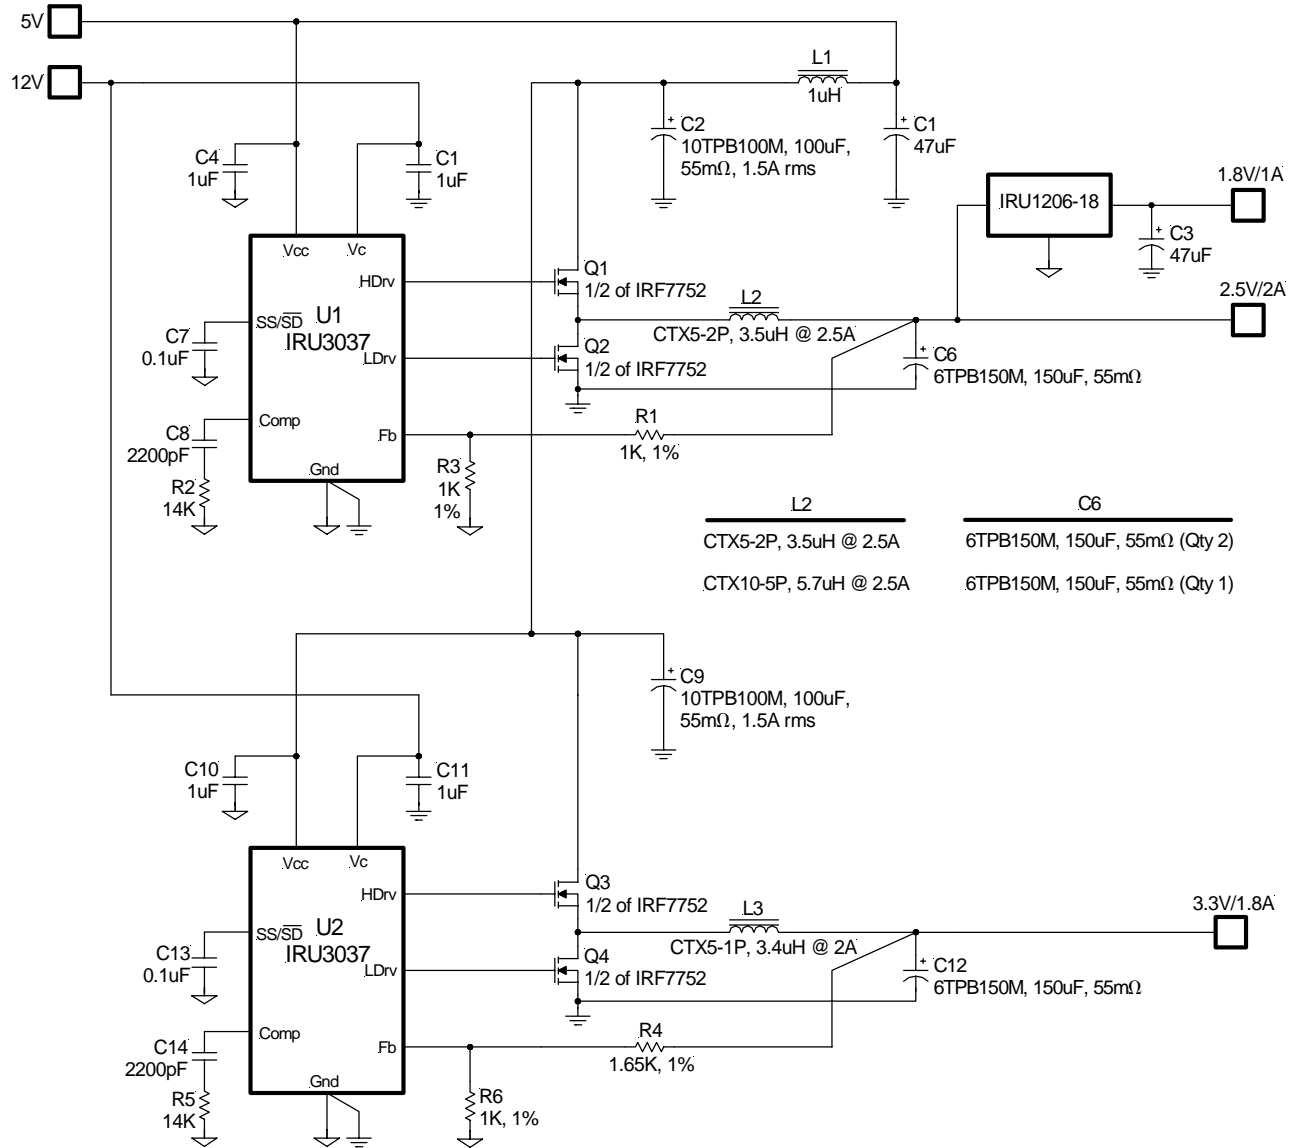 5V
12V
L1
1uH
C4
1uF
C1
1uF
C2
10TPB100M, 100uF,
55mΩ, 1.5A rms
C1
47uF
1.8V/1A
IRU1206-18
C3
47uF
Vcc
Vc
HDrv
Q1
1/2 of IRF7752
L2
CTX5-2P, 3.5uH @ 2.5A
2.5V/2A
SS/SD
U1
IRU3037
C7
0.1uF
LDrv
Q2
1/2 of IRF7752
C6
6TPB150M, 150uF, 55mΩ
Comp
Fb
Gnd
C8
2200pF
R2
14K
R1
1K, 1%
R3
1K
1%
L2
C6
CTX5-2P, 3.5uH @ 2.5A
6TPB150M, 150uF, 55mΩ (Qty 2)
CTX10-5P, 5.7uH @ 2.5A
6TPB150M, 150uF, 55mΩ (Qty 1)
C9
10TPB100M, 100uF,
55mΩ, 1.5A rms
C10
1uF
C11
1uF
Vcc
Vc
HDrv
Q3
1/2 of IRF7752
L3
CTX5-1P, 3.4uH @ 2A
3.3V/1.8A
SS/SD
U2
IRU3037
C13
0.1uF
LDrv
Q4
1/2 of IRF7752
C12
6TPB150M, 150uF, 55mΩ
Comp
Fb
Gnd
C14
2200pF
R5
14K
R4
1.65K, 1%
R6
1K, 1%